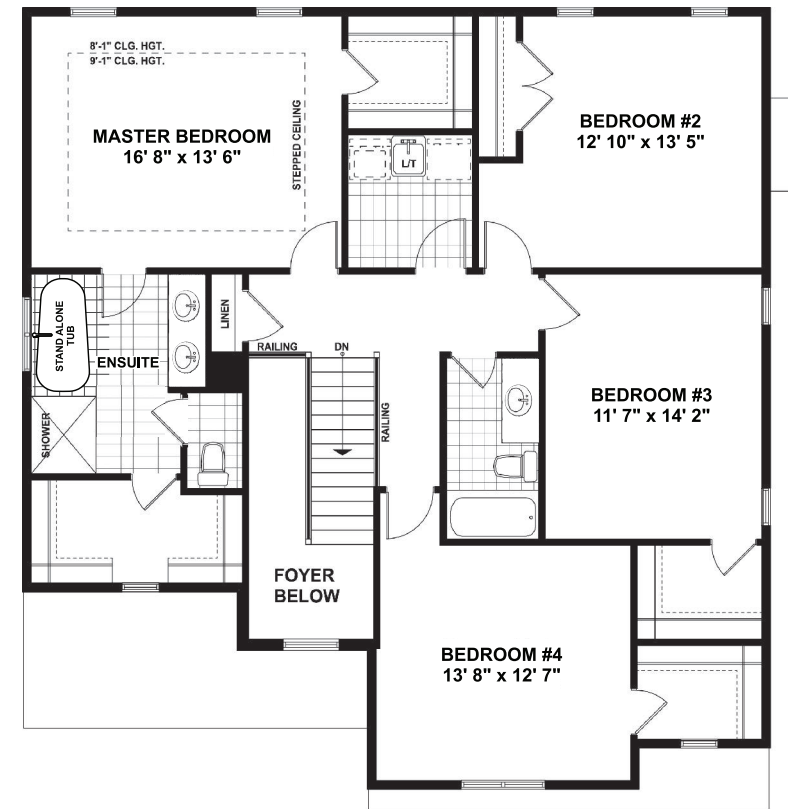 8'-1" CLG. HGT.
9'-1" CLG. HGT.
MASTER BEDROOM
16' 8" x 13' 6"
STEPPED CEILING
L/T
BEDROOM #2
12' 10" x 13' 5"
STAND ALONE
TUB
ENSUITE
LINEN
RAILING
DN
SHOWER
RAILING
BEDROOM #3
11' 7" x 14' 2"
FOYER
BELOW
BEDROOM #4
13' 8" x 12' 7"